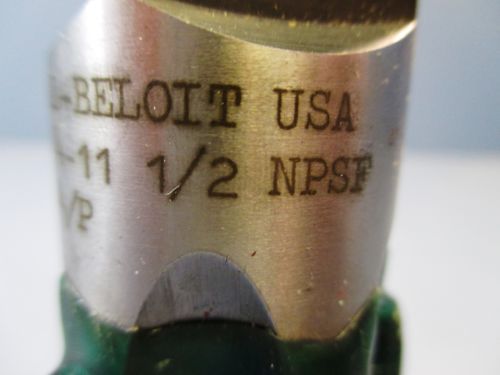 -BELOIT USA
-11 1/2 NPSF
/P